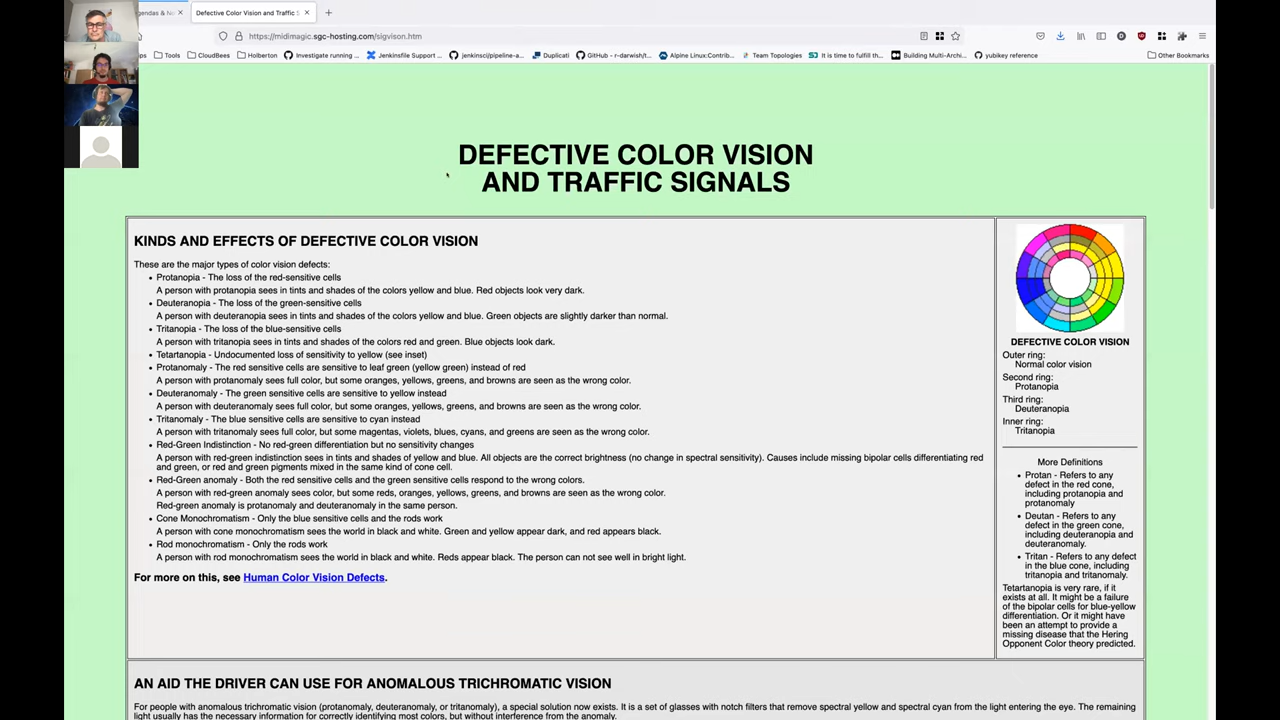 gendas & No
Defective Color Vision and Traffic S
https://midimagic.sgc-hosting.com/sigvison.htm
Tools
CloudBees
Holberton
Investigate running ...
Jenkinsfile Support ...
jenkinsci/pipeline-a...
Duplicati
GitHub - r-darwish/t...
Alpine Linux:Contrib...
Team Topologies
It is time to fulfill th...
Building Multi-Archi...
yubikey reference
Other Bookmarks
DEFECTIVE COLOR VISION
AND TRAFFIC SIGNALS
KINDS AND EFFECTS OF DEFECTIVE COLOR VISION
These are the major types of color vision defects:
• Protanopia - The loss of the red-sensitive cells
A person with protanopia sees in tints and shades of the colors yellow and blue. Red objects look very dark.
• Deuteranopia - The loss of the green-sensitive cells
A person with deuteranopia sees in tints and shades of the colors yellow and blue. Green objects are slightly darker than normal.
• Tritanopia - The loss of the blue-sensitive cells
A person with tritanopia sees in tints and shades of the colors red and green. Blue objects look dark.
• Tetartanopia - Undocumented loss of sensitivity to yellow (see inset)
• Protanomaly - The red sensitive cells are sensitive to leaf green (yellow green) instead of red
A person with protanomaly sees full color, but some oranges, yellows, greens, and browns are seen as the wrong color.
• Deuteranomaly - The green sensitive cells are sensitive to yellow instead
A person with deuteranomaly sees full color, but some oranges, yellows, greens, and browns are seen as the wrong color.
• Tritanomaly - The blue sensitive cells are sensitive to cyan instead
A person with tritanomaly sees full color, but some magentas, violets, blues, cyans, and greens are seen as the wrong color.
• Red-Green Indistinction - No red-green differentiation but no sensitivity changes
A person with red-green indistinction sees in tints and shades of yellow and blue. All objects are the correct brightness (no change in spectral sensitivity). Causes include missing bipolar cells differentiating red
and green, or red and green pigments mixed in the same kind of cone cell.
• Red-Green anomaly - Both the red sensitive cells and the green sensitive cells respond to the wrong colors.
A person with red-green anomaly sees color, but some reds, oranges, yellows, greens, and browns are seen as the wrong color.
Red-green anomaly is protanomaly and deuteranomaly in the same person.
• Cone Monochromatism - Only the blue sensitive cells and the rods work
A person with cone monochromatism sees the world in black and white. Green and yellow appear dark, and red appears black.
• Rod monochromatism - Only the rods work
A person with rod monochromatism sees the world in black and white. Reds appear black. The person can not see well in bright light.
For more on this, see Human Color Vision Defects.
DEFECTIVE COLOR VISION
Outer ring:
Normal color vision
Second ring:
Protanopia
Third ring:
Deuteranopia
Inner ring:
Tritanopia
More Definitions
• Protan - Refers to any
defect in the red cone,
including protanopia and
protanomaly
• Deutan - Refers to any
defect in the green cone,
including deuteranopia and
deuteranomaly.
• Tritan - Refers to any defect
in the blue cone, including
tritanopia and tritanomaly.
Tetartanopia is very rare, if it
exists at all. It might be a failure
of the bipolar cells for blue-yellow
differentiation. Or it might have
been an attempt to provide a
missing disease that the Hering
Opponent Color theory predicted.
AN AID THE DRIVER CAN USE FOR ANOMALOUS TRICHROMATIC VISION
For people with anomalous trichromatic vision (protanomaly, deuteranomaly, or tritanomaly), a special solution now exists. It is a set of glasses with notch filters that remove spectral yellow and spectral cyan from the light entering the eye. The remaining
light usually has the necessary information for correctly identifying most colors, but without interference from the anomaly.